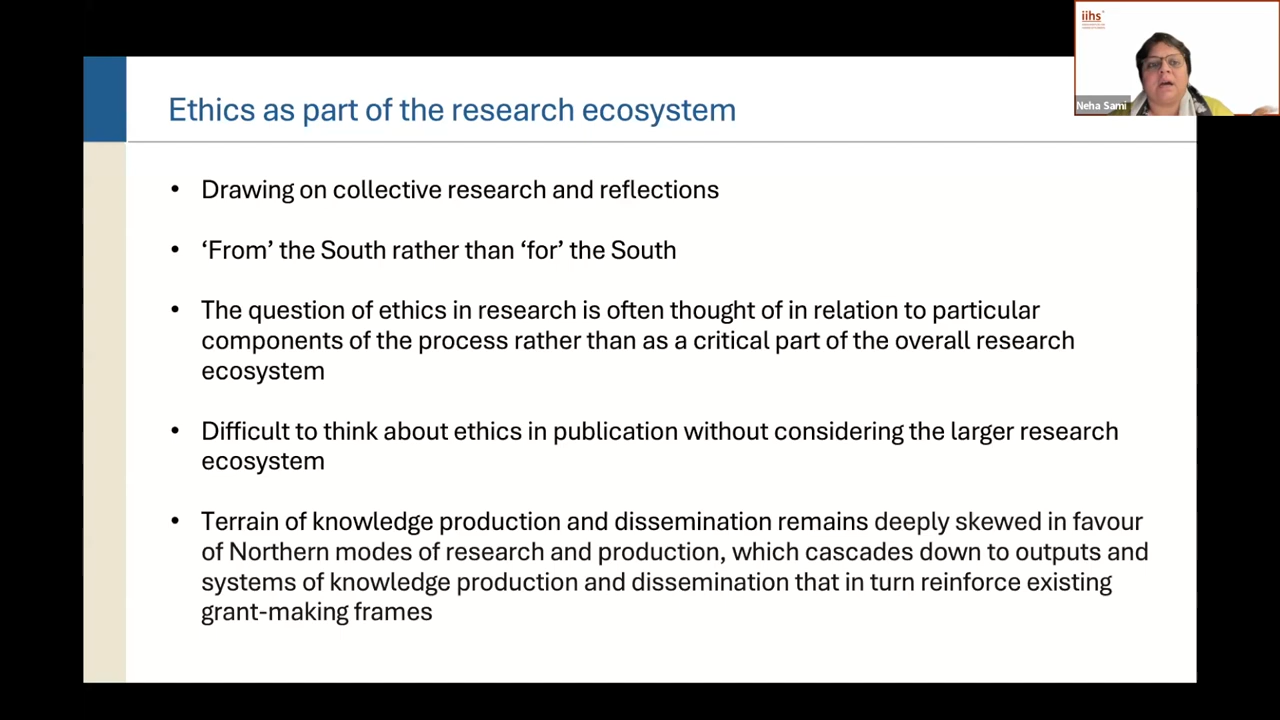 iihs
Neha Sami
Ethics as part of the research ecosystem
• Drawing on collective research and reflections
• ‘From’ the South rather than ‘for’ the South
• The question of ethics in research is often thought of in relation to particular
components of the process rather than as a critical part of the overall research
ecosystem
• Difficult to think about ethics in publication without considering the larger research
ecosystem
• Terrain of knowledge production and dissemination remains deeply skewed in favour
of Northern modes of research and production, which cascades down to outputs and
systems of knowledge production and dissemination that in turn reinforce existing
grant-making frames